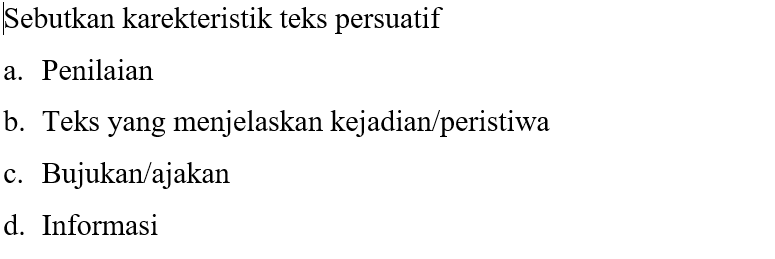 Sebutkan karekteristik teks persuatif
a. Penilaian
b. Teks yang menjelaskan kejadian/peristiwa
c. Bujukan/ajakan
d. Informasi